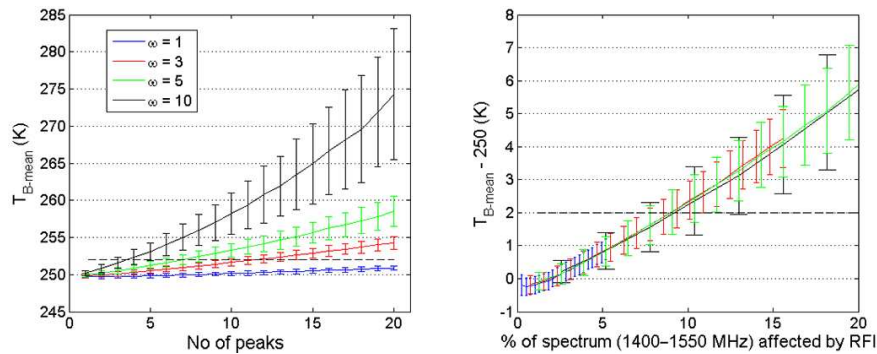 285
280
275
270
265
260
255
250
245
T_B-mean (K)
ω = 1
ω = 3
ω = 5
ω = 10
0 5 10 15 20
No of peaks
8
7
6
5
4
3
2
1
0
-1
T_B-mean - 250 (K)
0 5 10 15 20
% of spectrum (1400–1550 MHz) affected by RFI